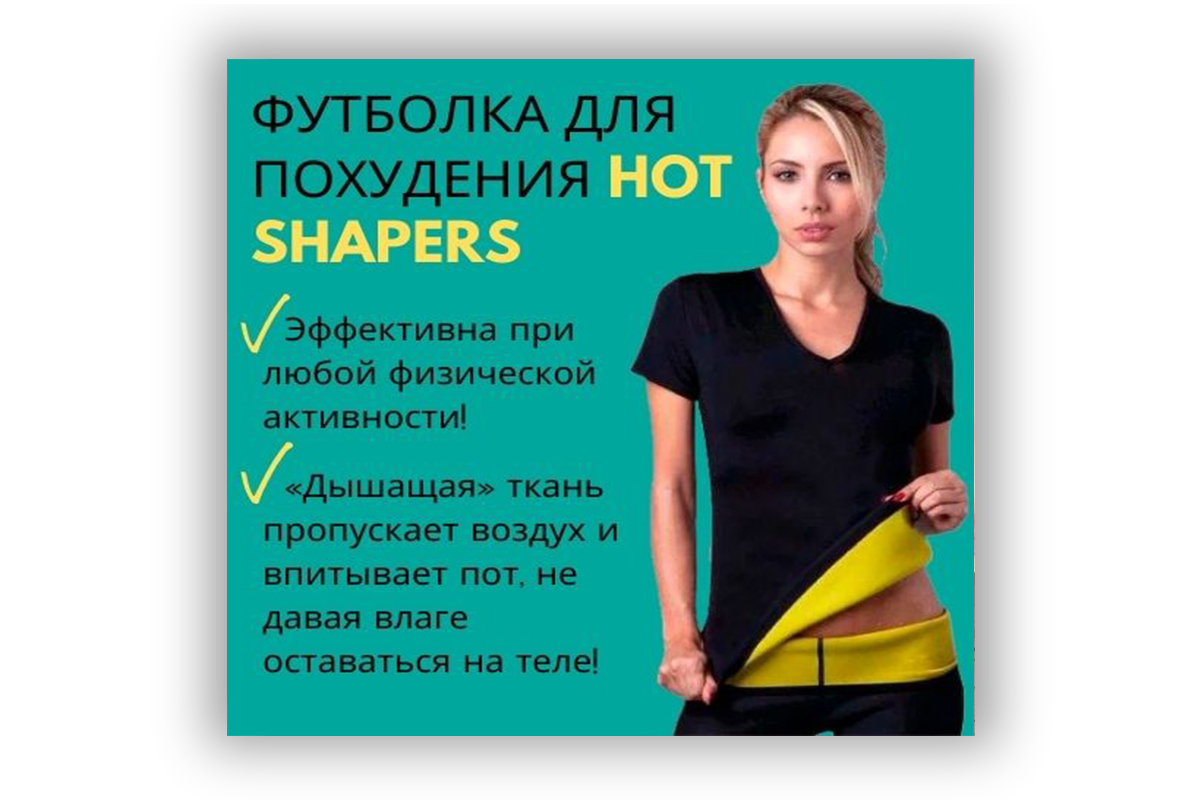 ФУТБОЛКА ДЛЯ
ПОХУДЕНИЯ HOT
SHAPERS
Эффективна при
любой физической
активности!
«Дышащая» ткань
пропускает воздух и
впитывает пот, не
давая влаге
оставаться на теле!